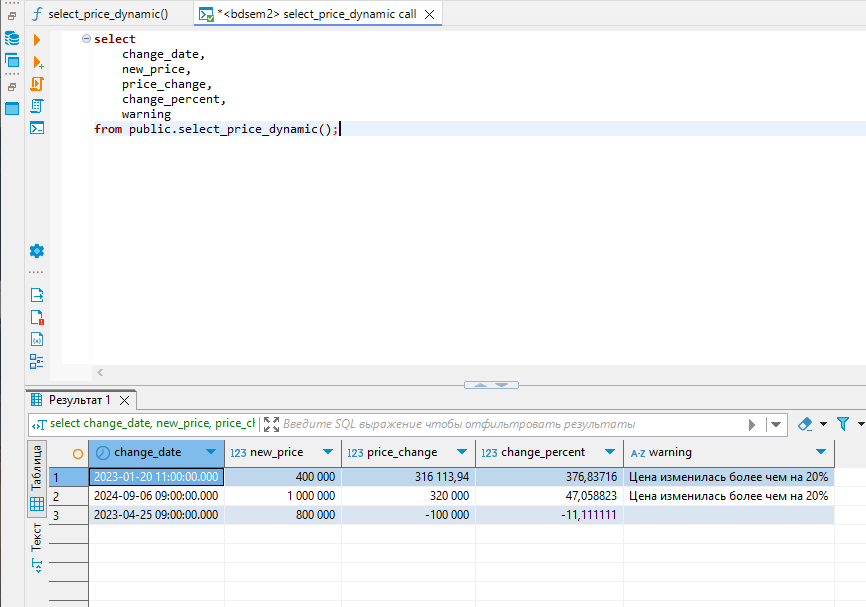 select_price_dynamic()
*<bdsem2> select_price_dynamic call
select
change_date,
new_price,
price_change,
change_percent,
warning
from public.select_price_dynamic();
Результат 1
select change_date, new_price, price_cl
Введите SQL выражение чтобы отфильтровать результаты
Таблица
Текст
change_date 123 new_price 123 price_change 123 change_percent A-Z warning
1 2023-01-20 11:00:00.000 400 000 316 113,94 376,83716 Цена изменилась более чем на 20%
2 2024-09-06 09:00:00.000 1 000 000 320 000 47,058823 Цена изменилась более чем на 20%
3 2023-04-25 09:00:00.000 800 000 -100 000 -11,111111